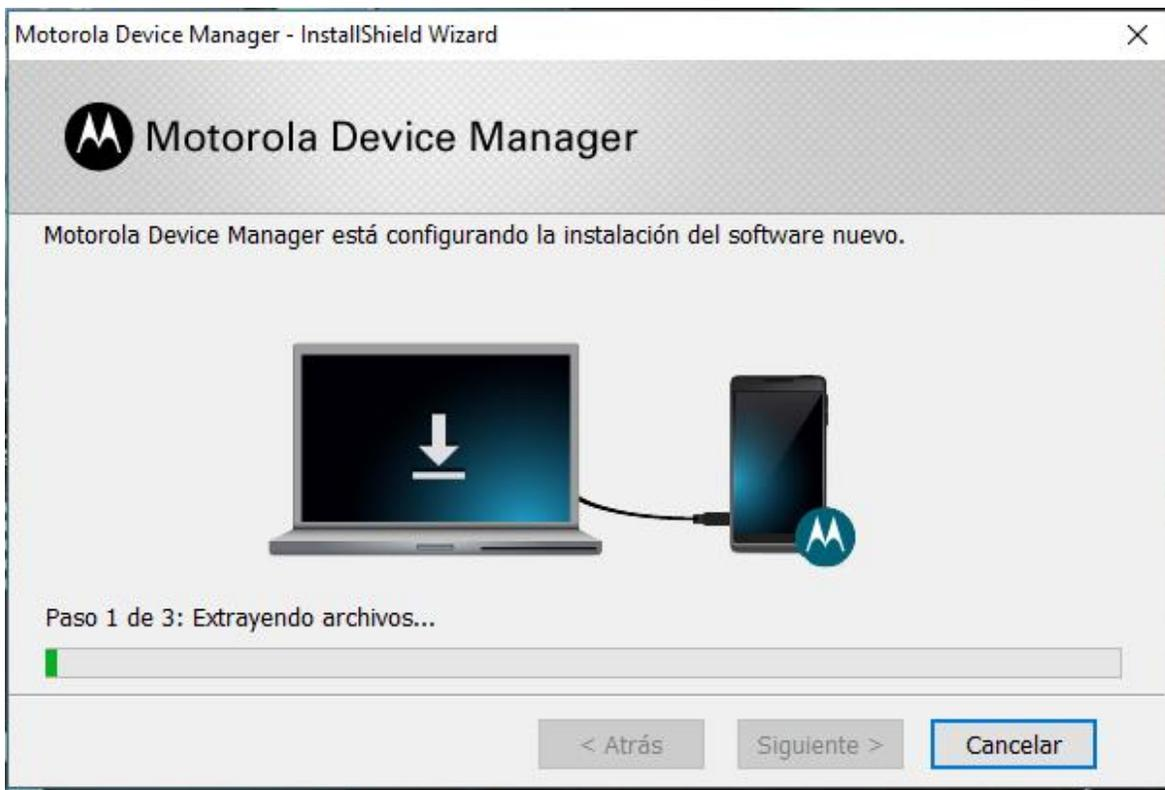 Motorola Device Manager - InstallShield Wizard
Motorola Device Manager
Motorola Device Manager está configurando la instalación del software nuevo.
Paso 1 de 3: Extrayendo archivos...
< Atrás
Siguiente >
Cancelar